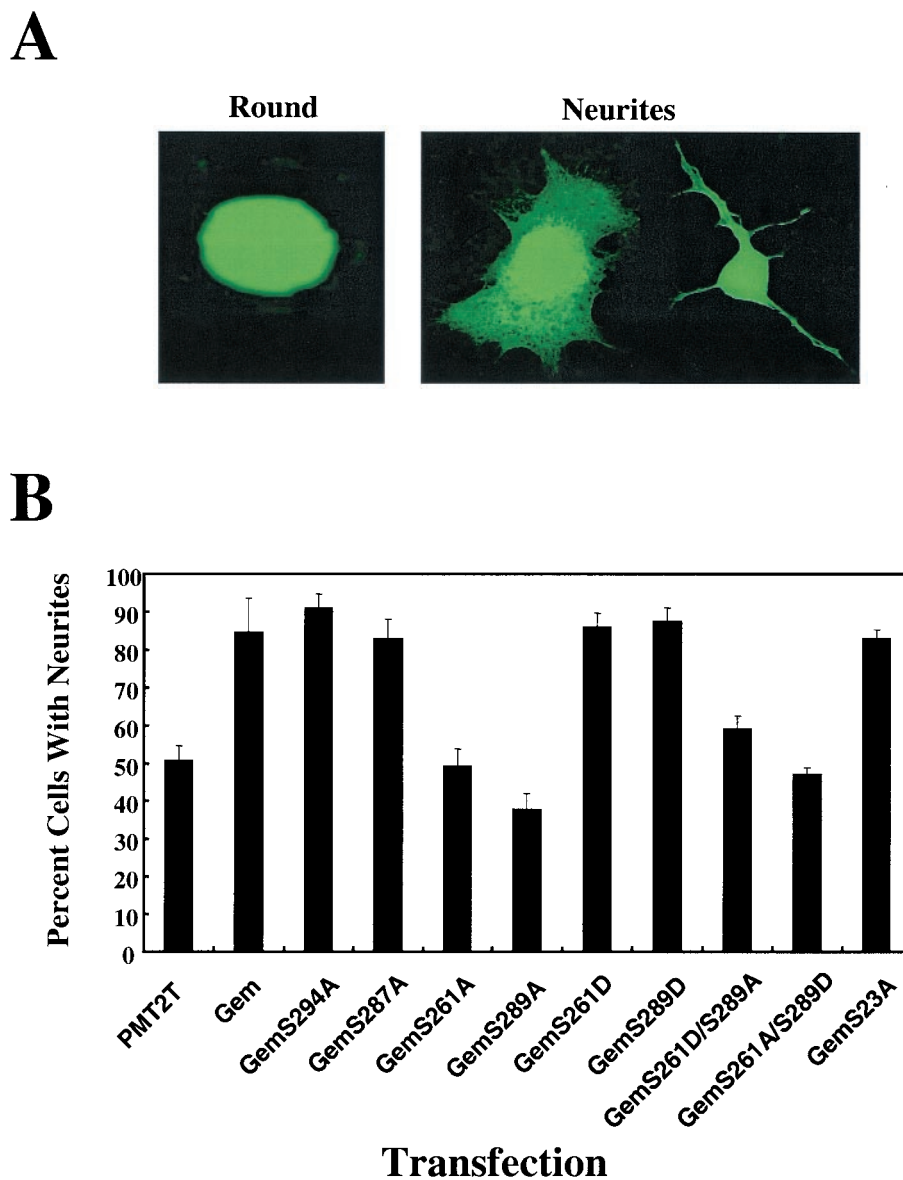 A
Round
Neurites
B
Percent Cells With Neurites
100
90
80
70
60
50
40
30
20
10
0
PMT2T
Gem
GemS294A
GemS287A
GemS261A
GemS289A
GemS261D
GemS289D
GemS261D/S289A
GemS261A/S289D
GemS23A
Transfection